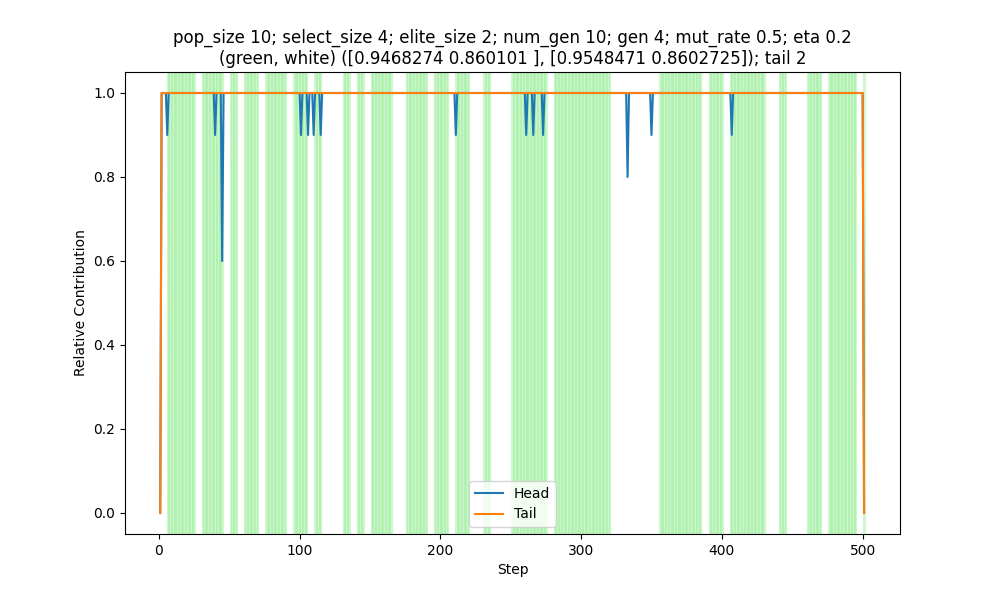 pop_size 10; select_size 4; elite_size 2; num_gen 10; gen 4; mut_rate 0.5; eta 0.2
(green, white) ([0.9468274 0.860101 ], [0.9548471 0.8602725]); tail 2
1.0
0.8
0.6
0.4
0.2
0.0
Relative Contribution
Head
Tail
0
100
200
300
400
500
Step